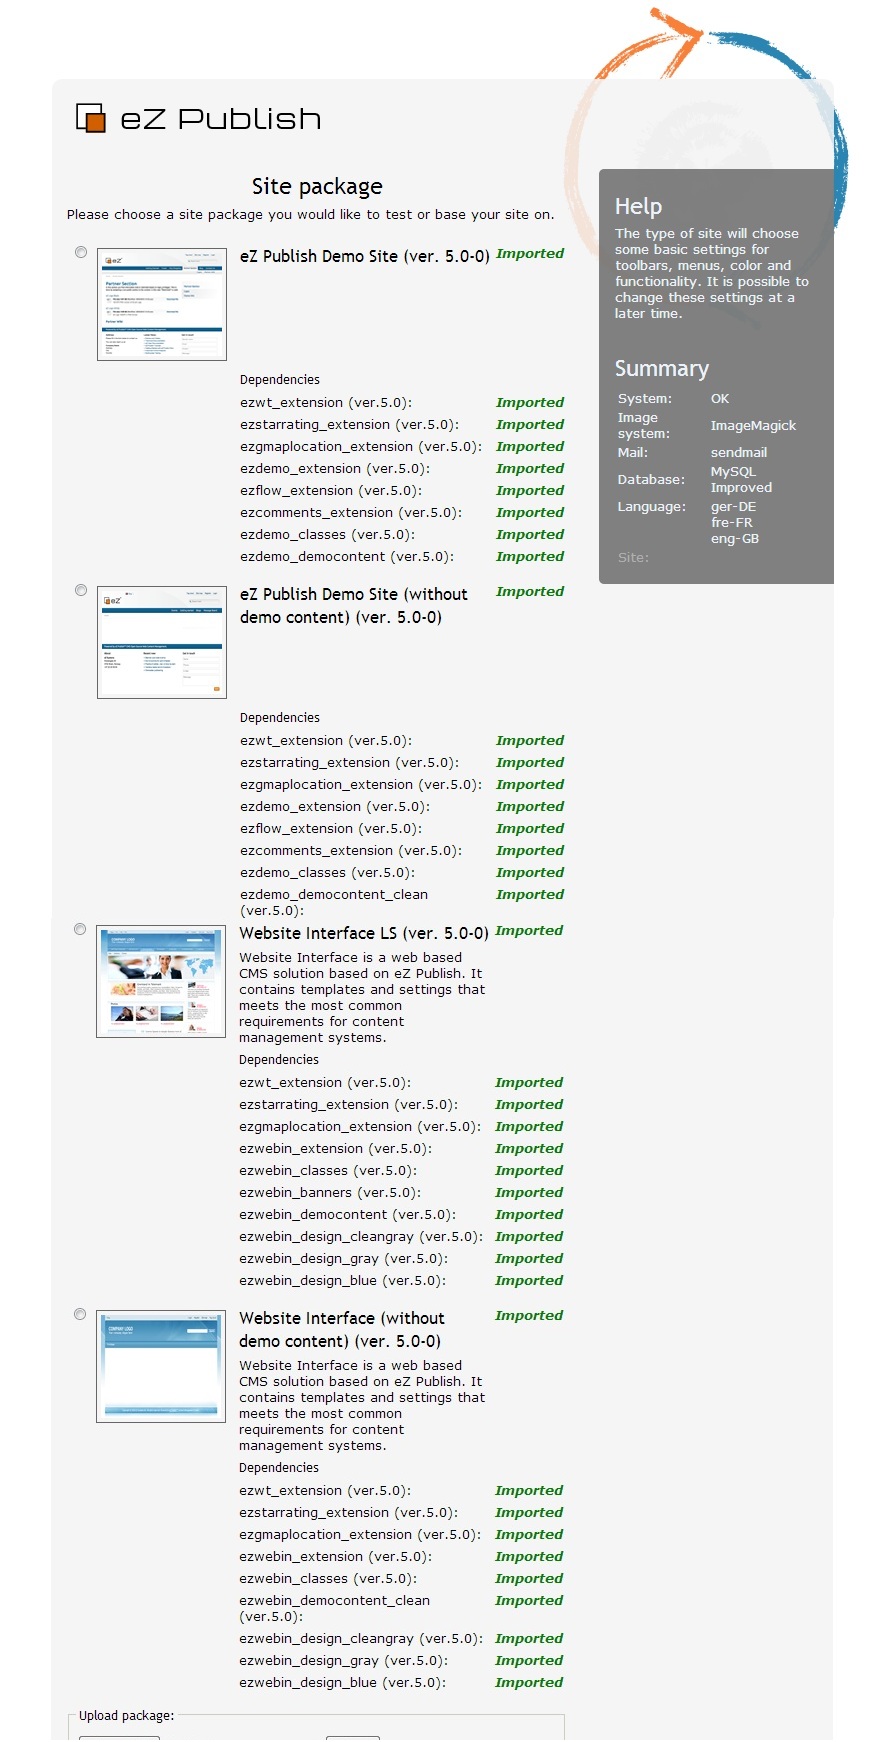 eZ Publish
Site package
Please choose a site package you would like to test or base your site on.
eZ Publish Demo Site (ver. 5.0-0) Imported
Dependencies
ezwt_extension (ver.5.0): Imported
ezstarrating_extension (ver.5.0): Imported
ezgmaplocation_extension (ver.5.0): Imported
ezdemo_extension (ver.5.0): Imported
ezflow_extension (ver.5.0): Imported
ezcomments_extension (ver.5.0): Imported
ezdemo_classes (ver.5.0): Imported
ezdemo_democontent (ver.5.0): Imported
eZ Publish Demo Site (without Imported
demo content) (ver. 5.0-0)
Dependencies
ezwt_extension (ver.5.0): Imported
ezstarrating_extension (ver.5.0): Imported
ezgmaplocation_extension (ver.5.0): Imported
ezdemo_extension (ver.5.0): Imported
ezflow_extension (ver.5.0): Imported
ezcomments_extension (ver.5.0): Imported
ezdemo_classes (ver.5.0): Imported
ezdemo_democontent_clean Imported
(ver.5.0):
Website Interface LS (ver. 5.0-0) Imported
Website Interface is a web based
CMS solution based on eZ Publish. It
contains templates and settings that
meets the most common
requirements for content
management systems.
Dependencies
ezwt_extension (ver.5.0): Imported
ezstarrating_extension (ver.5.0): Imported
ezgmaplocation_extension (ver.5.0): Imported
ezwebin_extension (ver.5.0): Imported
ezwebin_classes (ver.5.0): Imported
ezwebin_banners (ver.5.0): Imported
ezwebin_democontent (ver.5.0): Imported
ezwebin_design_cleangray (ver.5.0): Imported
ezwebin_design_gray (ver.5.0): Imported
ezwebin_design_blue (ver.5.0): Imported
Website Interface (without Imported
demo content) (ver. 5.0-0)
Website Interface is a web based
CMS solution based on eZ Publish. It
contains templates and settings that
meets the most common
requirements for content
management systems.
Dependencies
ezwt_extension (ver.5.0): Imported
ezstarrating_extension (ver.5.0): Imported
ezgmaplocation_extension (ver.5.0): Imported
ezwebin_extension (ver.5.0): Imported
ezwebin_classes (ver.5.0): Imported
ezwebin_democontent_clean Imported
(ver.5.0):
ezwebin_design_cleangray (ver.5.0): Imported
ezwebin_design_gray (ver.5.0): Imported
ezwebin_design_blue (ver.5.0): Imported
Upload package:
Help
The type of site will choose
some basic settings for
toolbars, menus, color and
functionality. It is possible to
change these settings at a
later time.
Summary
System: OK
Image
system: ImageMagick
Mail: sendmail
Database: MySQL
Improved
Language: ger-DE
fre-FR
eng-GB
Site:
eZ
Partner Section
eZ
COMPANY LOGO
COMPANY LOGO